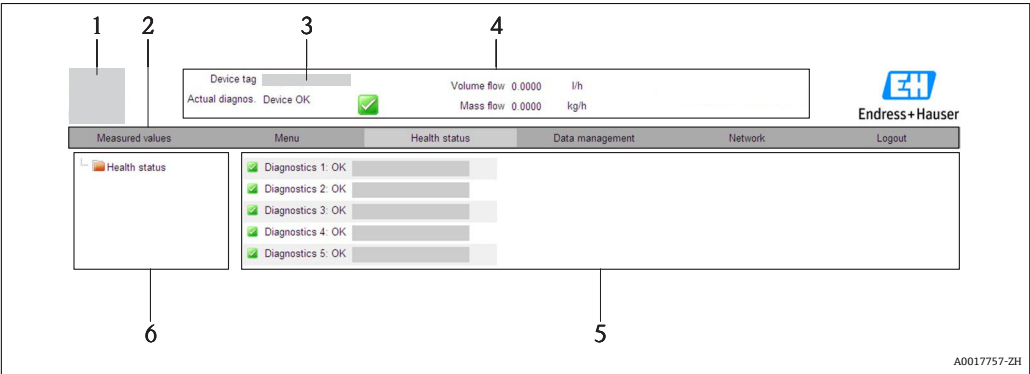 1 2 3 4
Device tag
Volume flow 0.0000 l/h
Actual diagnos. Device OK
Mass flow 0.0000 kg/h
EH
Endress+Hauser
Measured values Menu Health status Data management Network Logout
Health status
Diagnostics 1: OK
Diagnostics 2: OK
Diagnostics 3: OK
Diagnostics 4: OK
Diagnostics 5: OK
6 5
A0017757-ZH